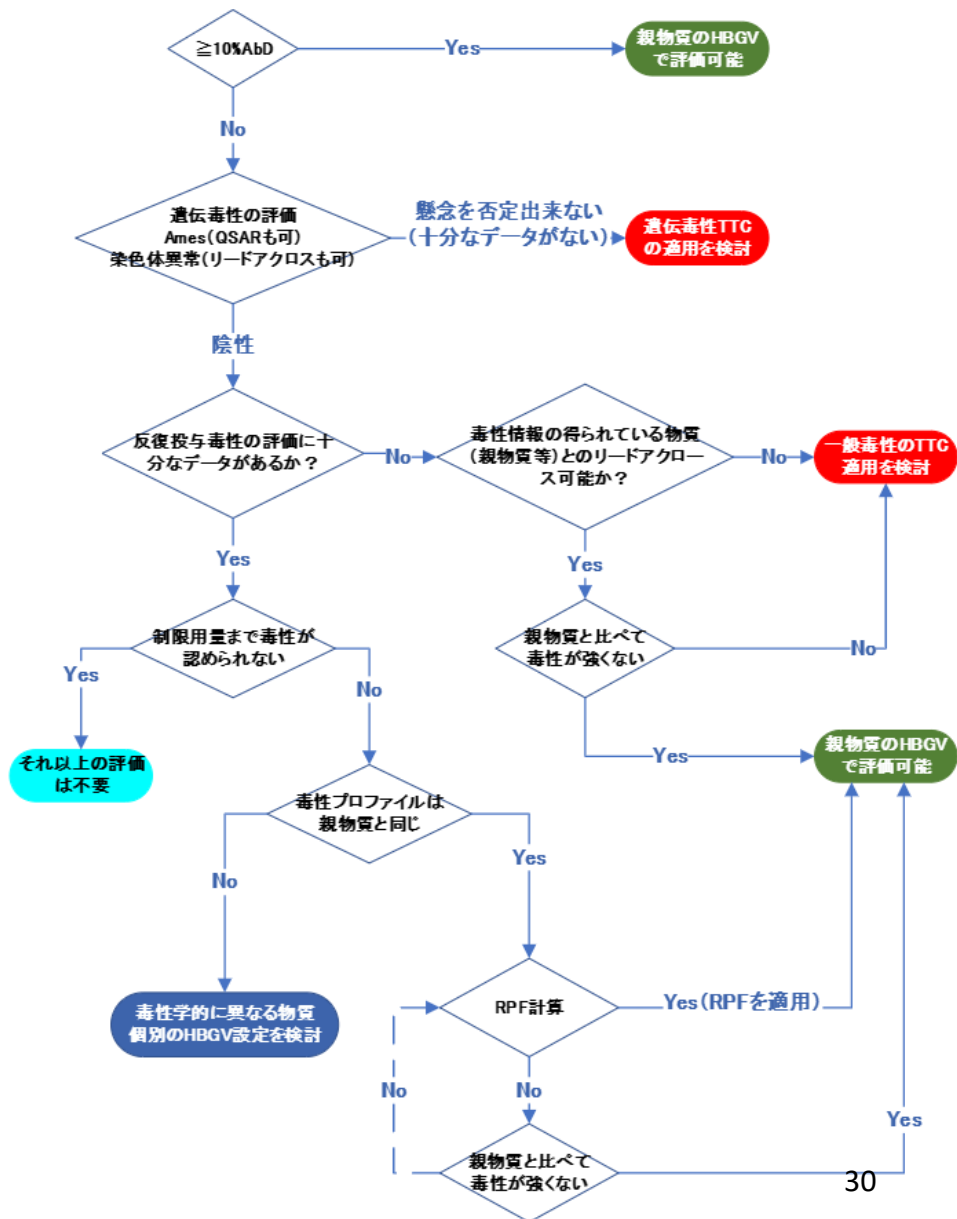 ≧10%AbD
Yes
親物質のHBGV
で評価可能
No
遺伝毒性の評価
Ames(QSARも可)
染色体異常(リードアクロスも可)
懸念を否定出来ない
(十分なデータがない)
遺伝毒性TTC
の適用を検討
陰性
反復投与毒性の評価に十
分なデータがあるか？
No
毒性情報の得られている物質
(親物質等)とのリードアクロー
ス可能か？
No
一般毒性のTTC
適用を検討
Yes
Yes
制限用量まで毒性が
認められない
親物質と比べて
毒性が強くない
No
Yes
No
それ以上の評価
は不要
Yes
親物質のHBGV
で評価可能
毒性プロファイルは
親物質と同じ
No
Yes
毒性学的に異なる物質
個別のHBGV設定を検討
RPF計算
Yes(RPFを適用)
No
No
Yes
親物質と比べて
毒性が強くない
30